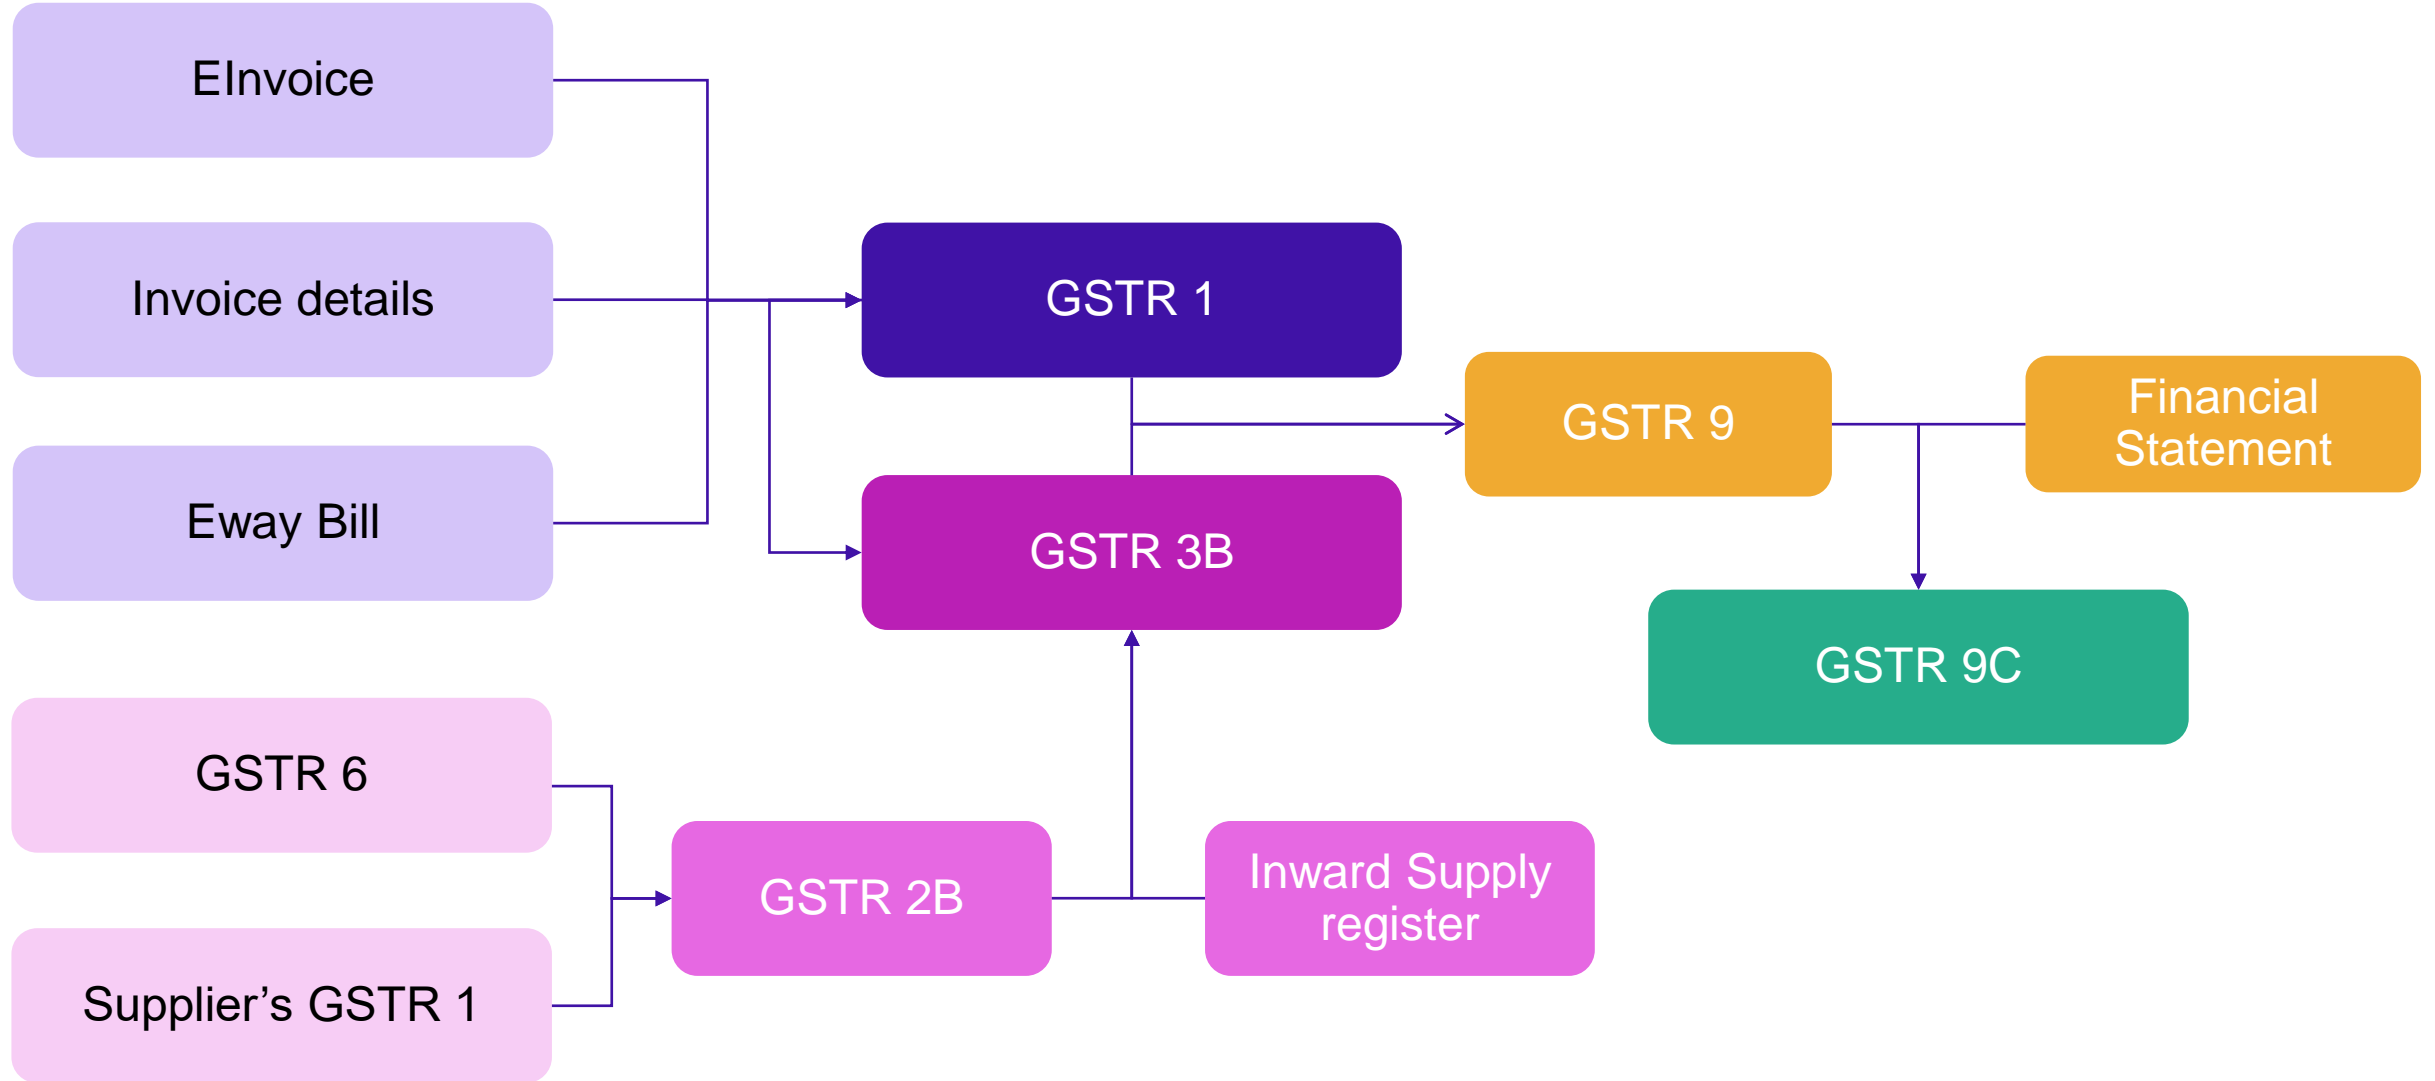 EInvoice
Invoice details
Eway Bill
GSTR 1
GSTR 3B
GSTR 9
Financial
Statement
GSTR 9C
GSTR 6
Supplier’s GSTR 1
GSTR 2B
Inward Supply
register